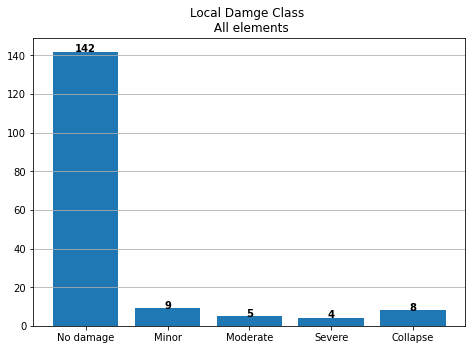 Local Damge Class
All elements
140
120
100
80
60
40
20
0
142
9
5
4
8
No damage
Minor
Moderate
Severe
Collapse